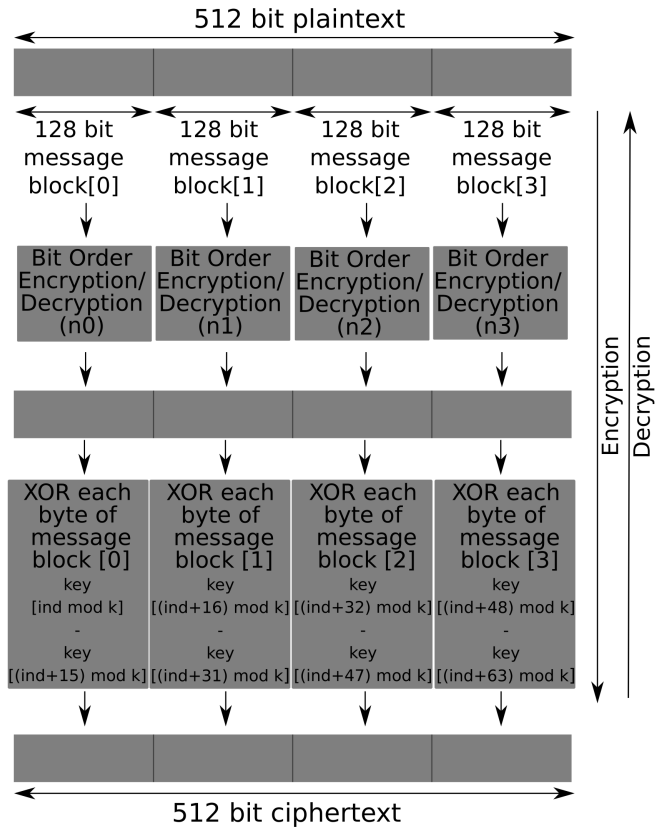 512 bit plaintext
128 bit
message
block[0]
128 bit
message
block[1]
128 bit
message
block[2]
128 bit
message
block[3]
Bit Order
Encryption/
Decryption
(n0)
Bit Order
Encryption/
Decryption
(n1)
Bit Order
Encryption/
Decryption
(n2)
Bit Order
Encryption/
Decryption
(n3)
Encryption
Decryption
XOR each
byte of
message
block [0]
key
[ind mod k]
-
key
[(ind+15) mod k]
XOR each
byte of
message
block [1]
key
[(ind+16) mod k]
-
key
[(ind+31) mod k]
XOR each
byte of
message
block [2]
key
[(ind+32) mod k]
-
key
[(ind+47) mod k]
XOR each
byte of
message
block [3]
key
[(ind+48) mod k]
-
key
[(ind+63) mod k]
512 bit ciphertext